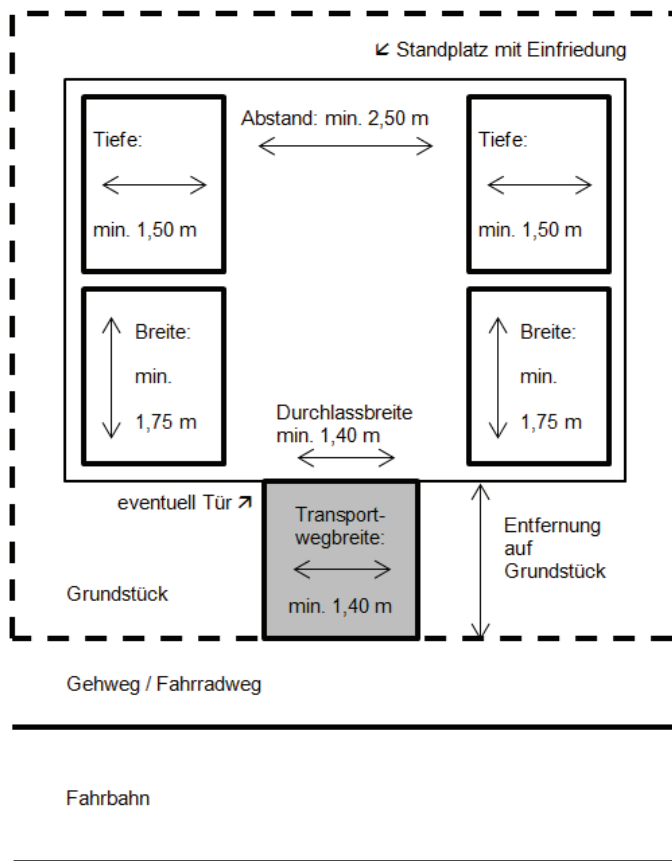 ↙ Standplatz mit Einfriedung
Abstand: min. 2,50 m
Tiefe:
min. 1,50 m
Tiefe:
min. 1,50 m
Breite:
min.
1,75 m
Breite:
min.
1,75 m
Durchlassbreite
min. 1,40 m
eventuell Tür ↗
Transport-
wegbreite:
min. 1,40 m
Entfernung
auf
Grundstück
Grundstück
Gehweg / Fahrradweg
Fahrbahn